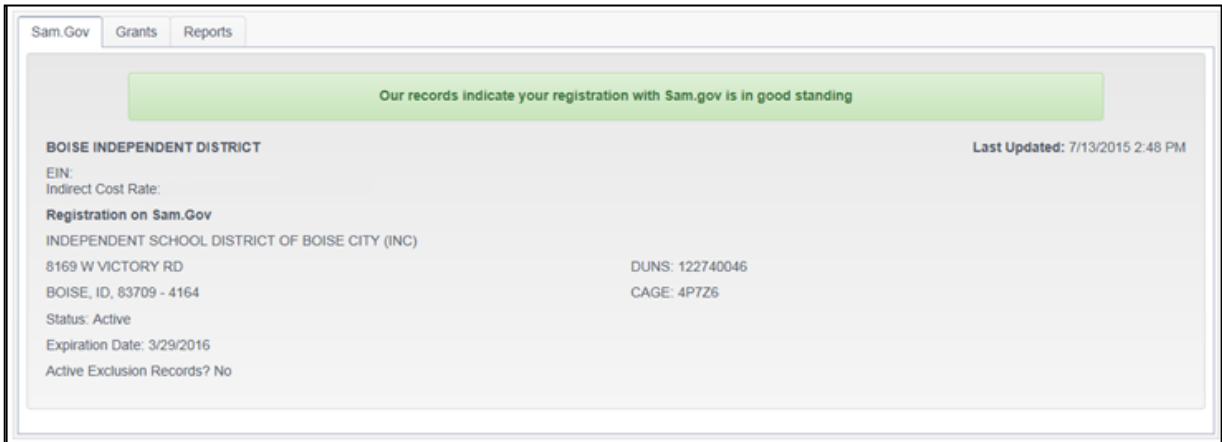 Sam.Gov Grants Reports
Our records indicate your registration with Sam.gov is in good standing
BOISE INDEPENDENT DISTRICT Last Updated: 7/13/2015 2:48 PM
EIN:
Indirect Cost Rate:
Registration on Sam.Gov
INDEPENDENT SCHOOL DISTRICT OF BOISE CITY (INC)
8169 W VICTORY RD DUNS: 122740046
BOISE, ID, 83709 - 4164 CAGE: 4P7Z6
Status: Active
Expiration Date: 3/29/2016
Active Exclusion Records? No